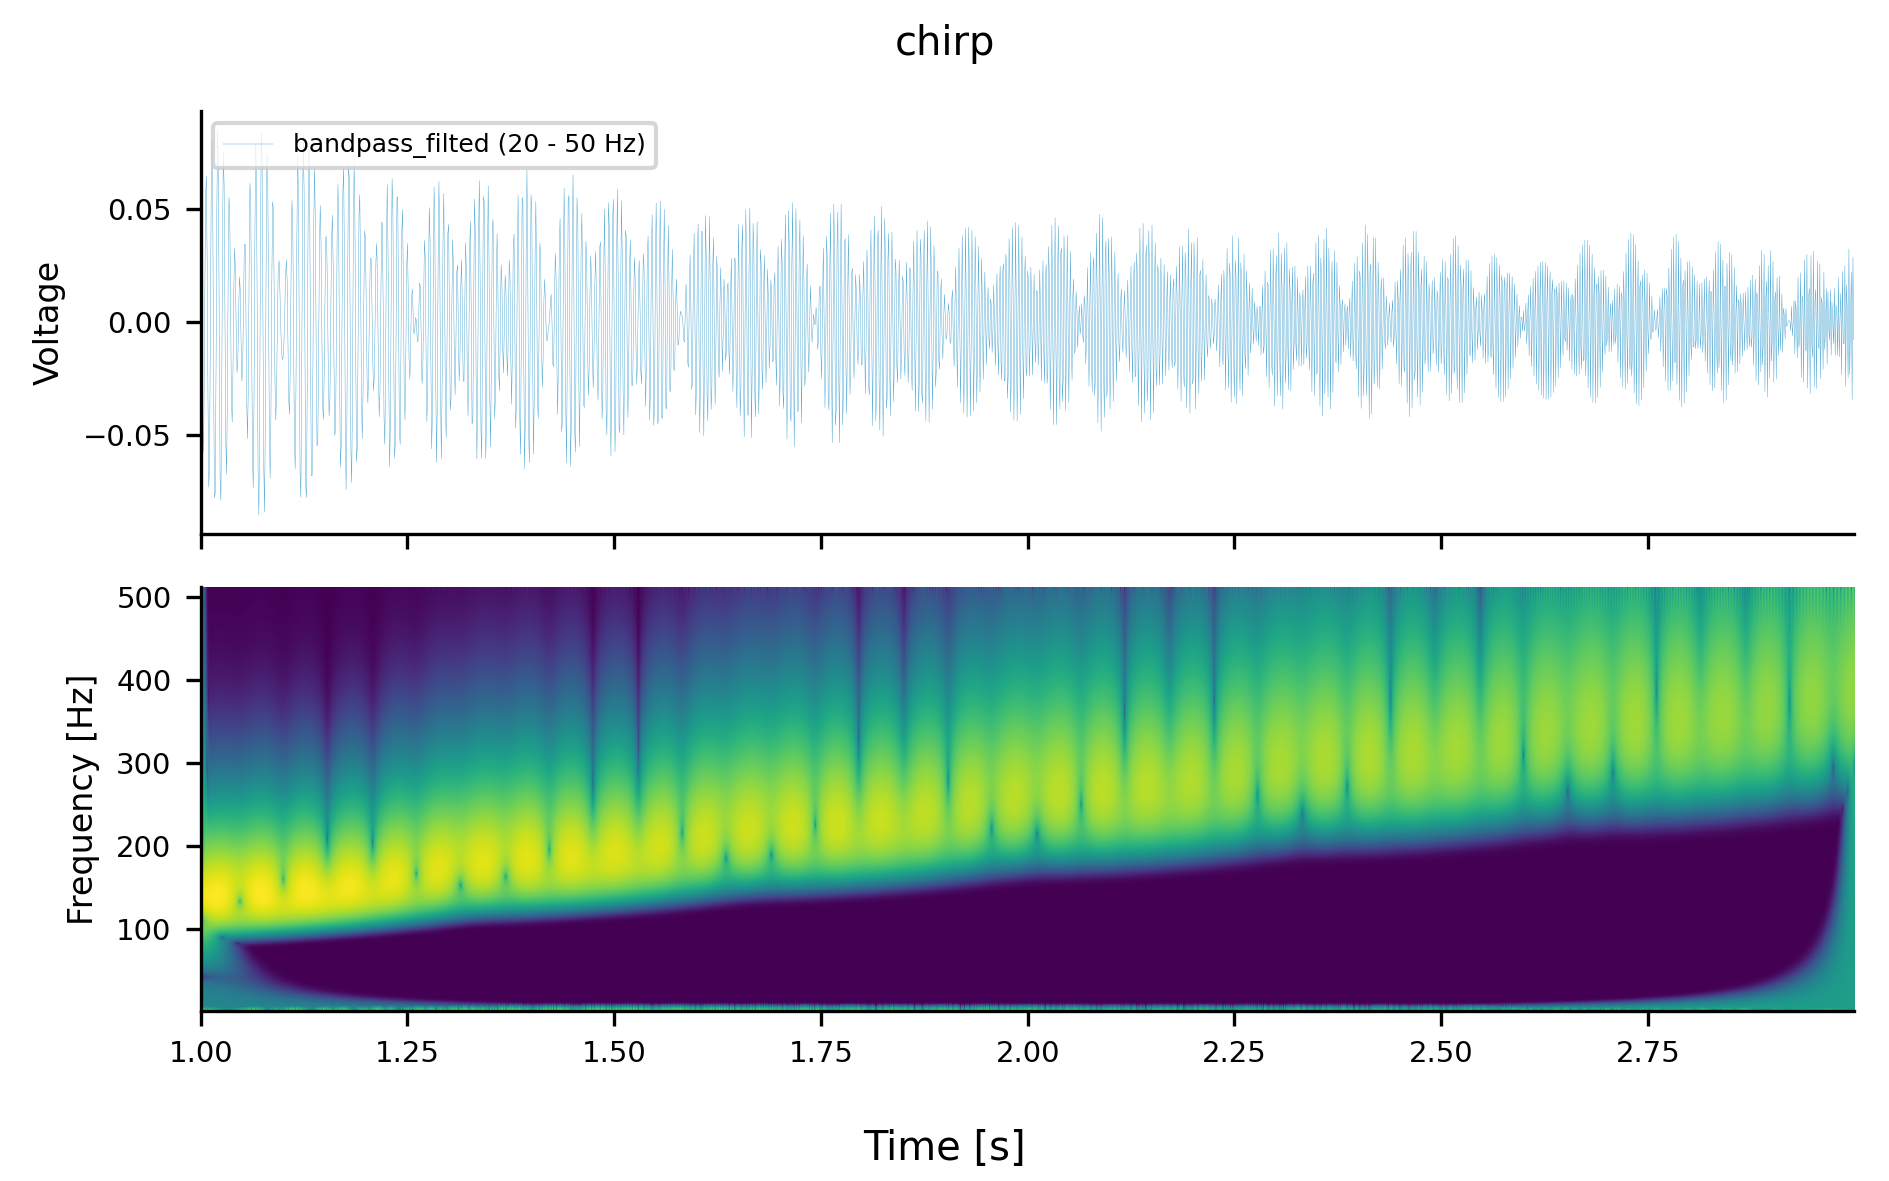 chirp
bandpass_filted (20 - 50 Hz)
Voltage
0.05
0.00
−0.05
Frequency [Hz]
500
400
300
200
100
1.00 1.25 1.50 1.75 2.00 2.25 2.50 2.75
Time [s]